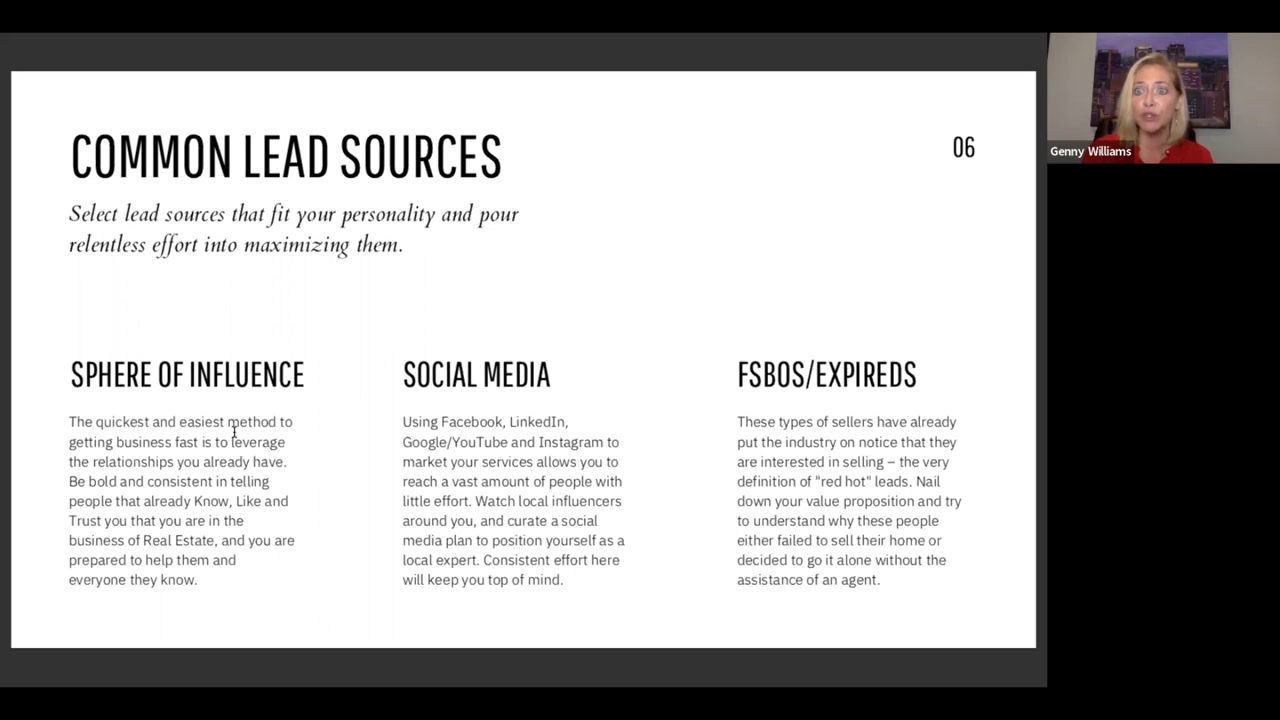 COMMON LEAD SOURCES
06
Select lead sources that fit your personality and pour
relentless effort into maximizing them.
SPHERE OF INFLUENCE
The quickest and easiest method to
getting business fast is to leverage
the relationships you already have.
Be bold and consistent in telling
people that already Know, Like and
Trust you that you are in the
business of Real Estate, and you are
prepared to help them and
everyone they know.
SOCIAL MEDIA
Using Facebook, LinkedIn,
Google/YouTube and Instagram to
market your services allows you to
reach a vast amount of people with
little effort. Watch local influencers
around you, and curate a social
media plan to position yourself as a
local expert. Consistent effort here
will keep you top of mind.
FSBOS/EXPIREDS
These types of sellers have already
put the industry on notice that they
are interested in selling – the very
definition of "red hot" leads. Nail
down your value proposition and try
to understand why these people
either failed to sell their home or
decided to go it alone without the
assistance of an agent.
Genny Williams